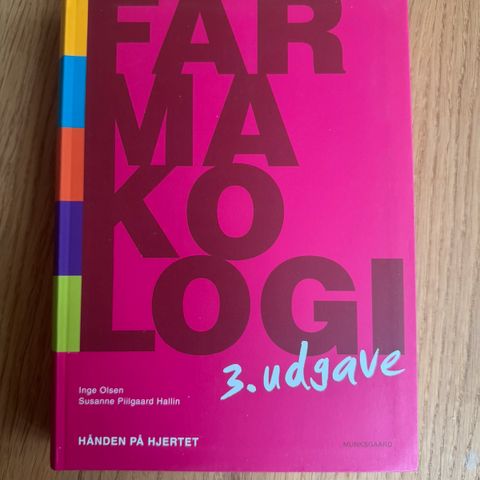 FAR
MA
KO
LOGI
3. udgave
Inge Olsen
Susanne Piilgaard Hallin
HÅNDEN PÅ HJERTET
MUNKSGAARD